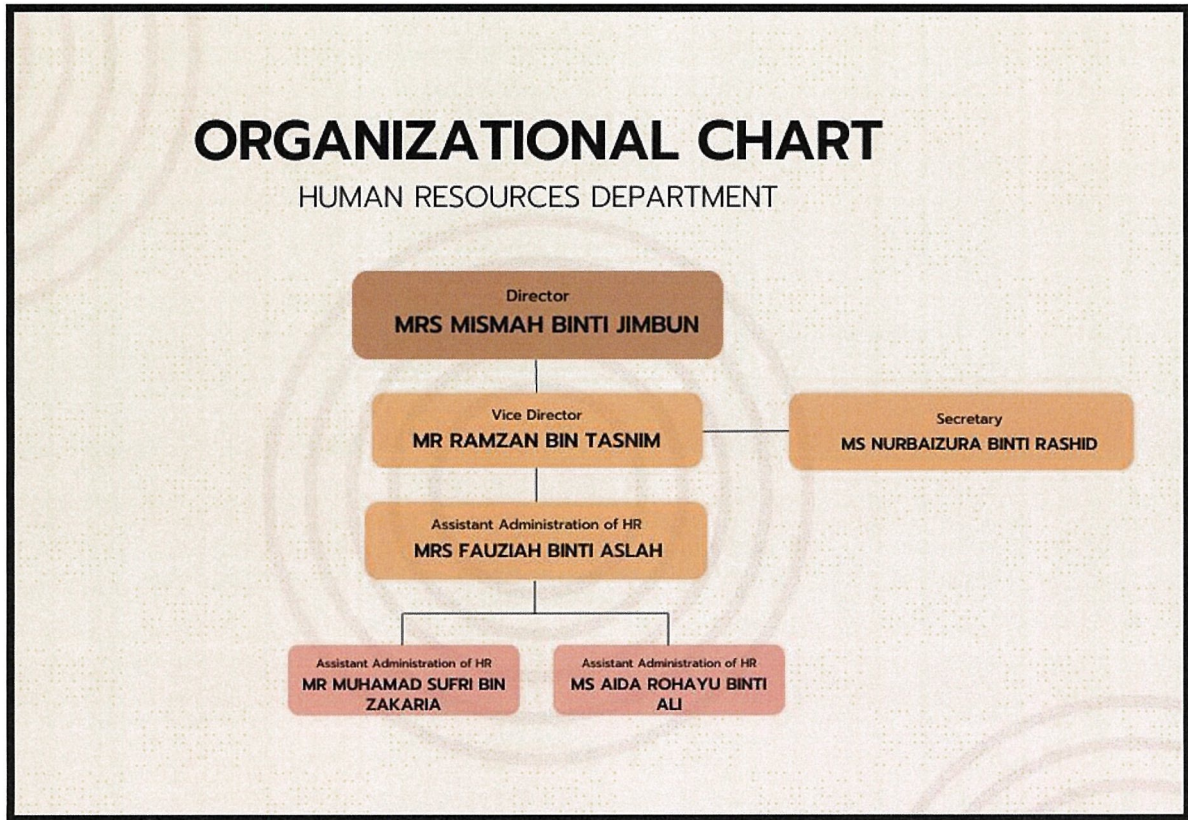 ORGANIZATIONAL CHART
HUMAN RESOURCES DEPARTMENT
Director
MRS MISMAH BINTI JIMBUN
Vice Director
MR RAMZAN BIN TASNIM
Secretary
MS NURBAIZURA BINTI RASHID
Assistant Administration of HR
MRS FAUZIAH BINTI ASLAH
Assistant Administration of HR
MR MUHAMAD SUFRI BIN
ZAKARIA
Assistant Administration of HR
MS AIDA ROHAYU BINTI
ALI